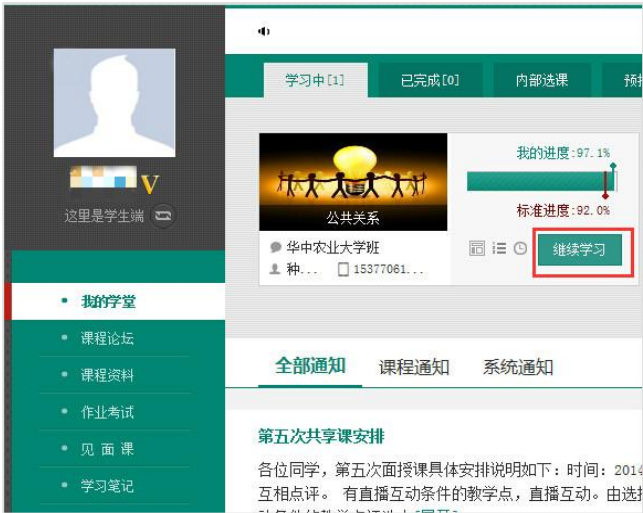 V
这里是学生端
学习中[1]
已完成[0]
内部选课
我的进度:97.1%
公共关系
标准进度:92.0%
华中农业大学班
继续学习
种...
15377061...
我的学堂
课程论坛
课程资料
作业考试
见面课
学习笔记
全部通知
课程通知
系统通知
第五次共享课安排
各位同学，第五次面授课具体安排说明如下：时间：2014
互相点评。 有直播互动条件的教学点，直播互动。由选